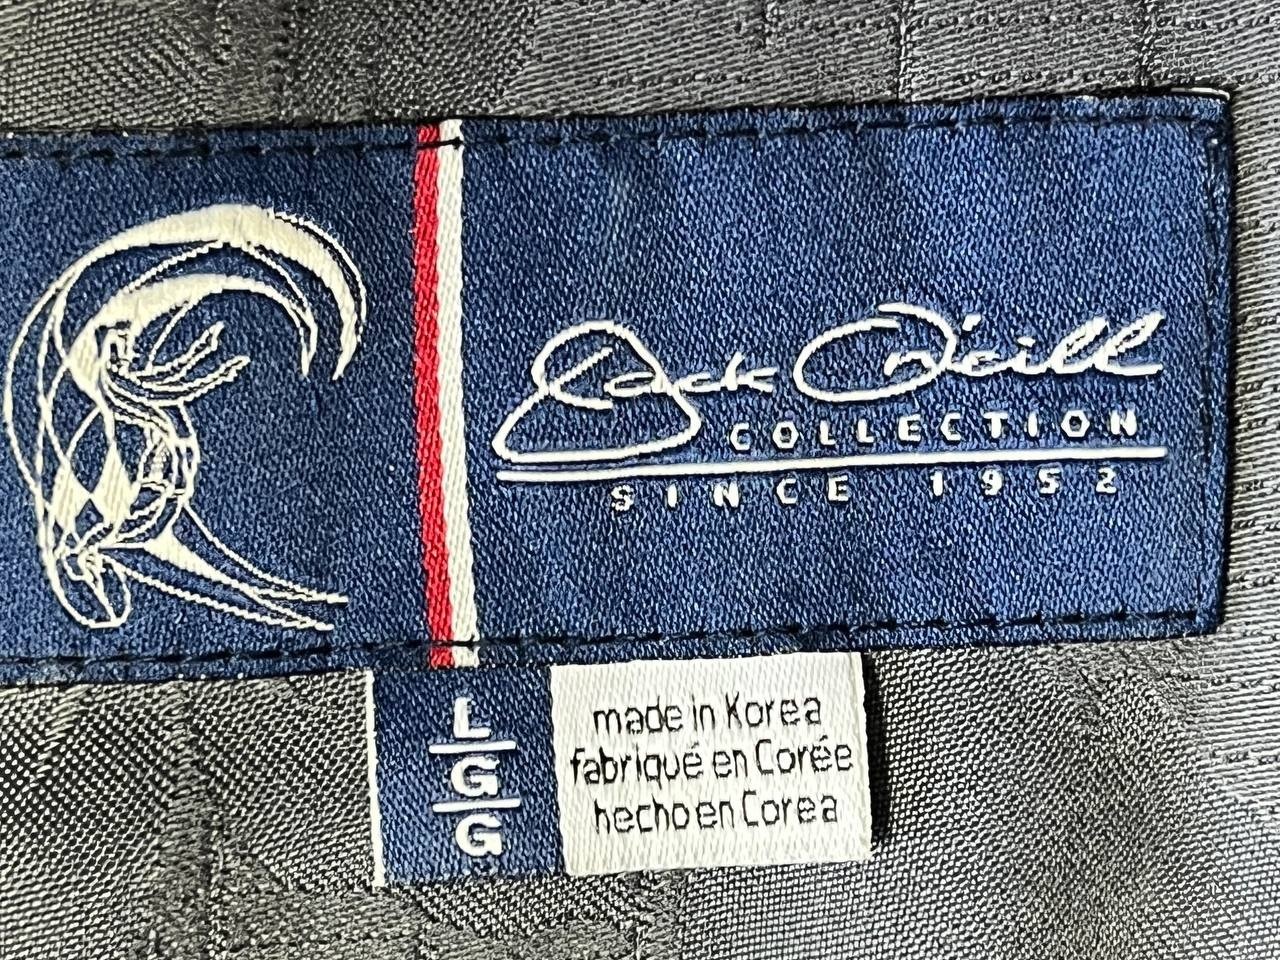 Jack O'Neill
COLLECTION
SINCE 1952
L
G
G
made in Korea
fabriqué en Corée
hecho en Corea